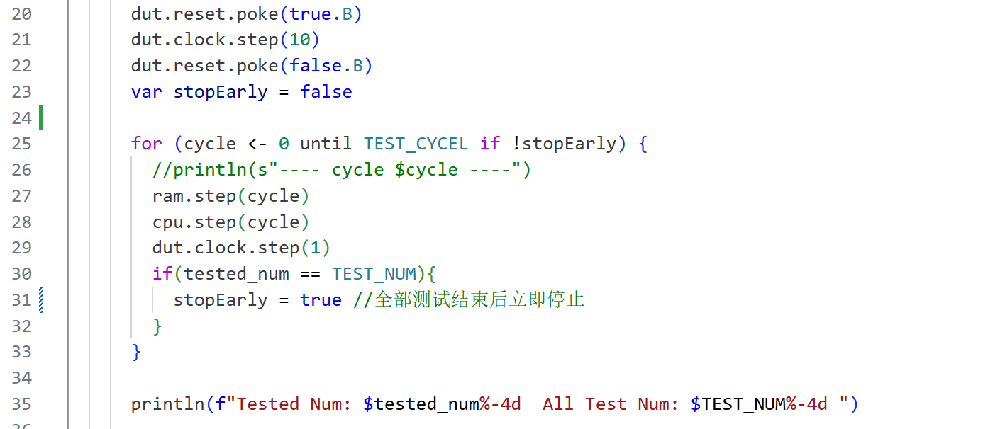 20 dut.reset.poke(true.B)
21 dut.clock.step(10)
22 dut.reset.poke(false.B)
23 var stopEarly = false
24
25 for (cycle <- 0 until TEST_CYCEL if !stopEarly) {
26 //println(s"---- cycle $cycle ----")
27 ram.step(cycle)
28 cpu.step(cycle)
29 dut.clock.step(1)
30 if(tested_num == TEST_NUM){
31 stopEarly = true //全部测试结束后立即停止
32 }
33 }
34
35 println(f"Tested Num: $tested_num%-4d  All Test Num: $TEST_NUM%-4d ")
36